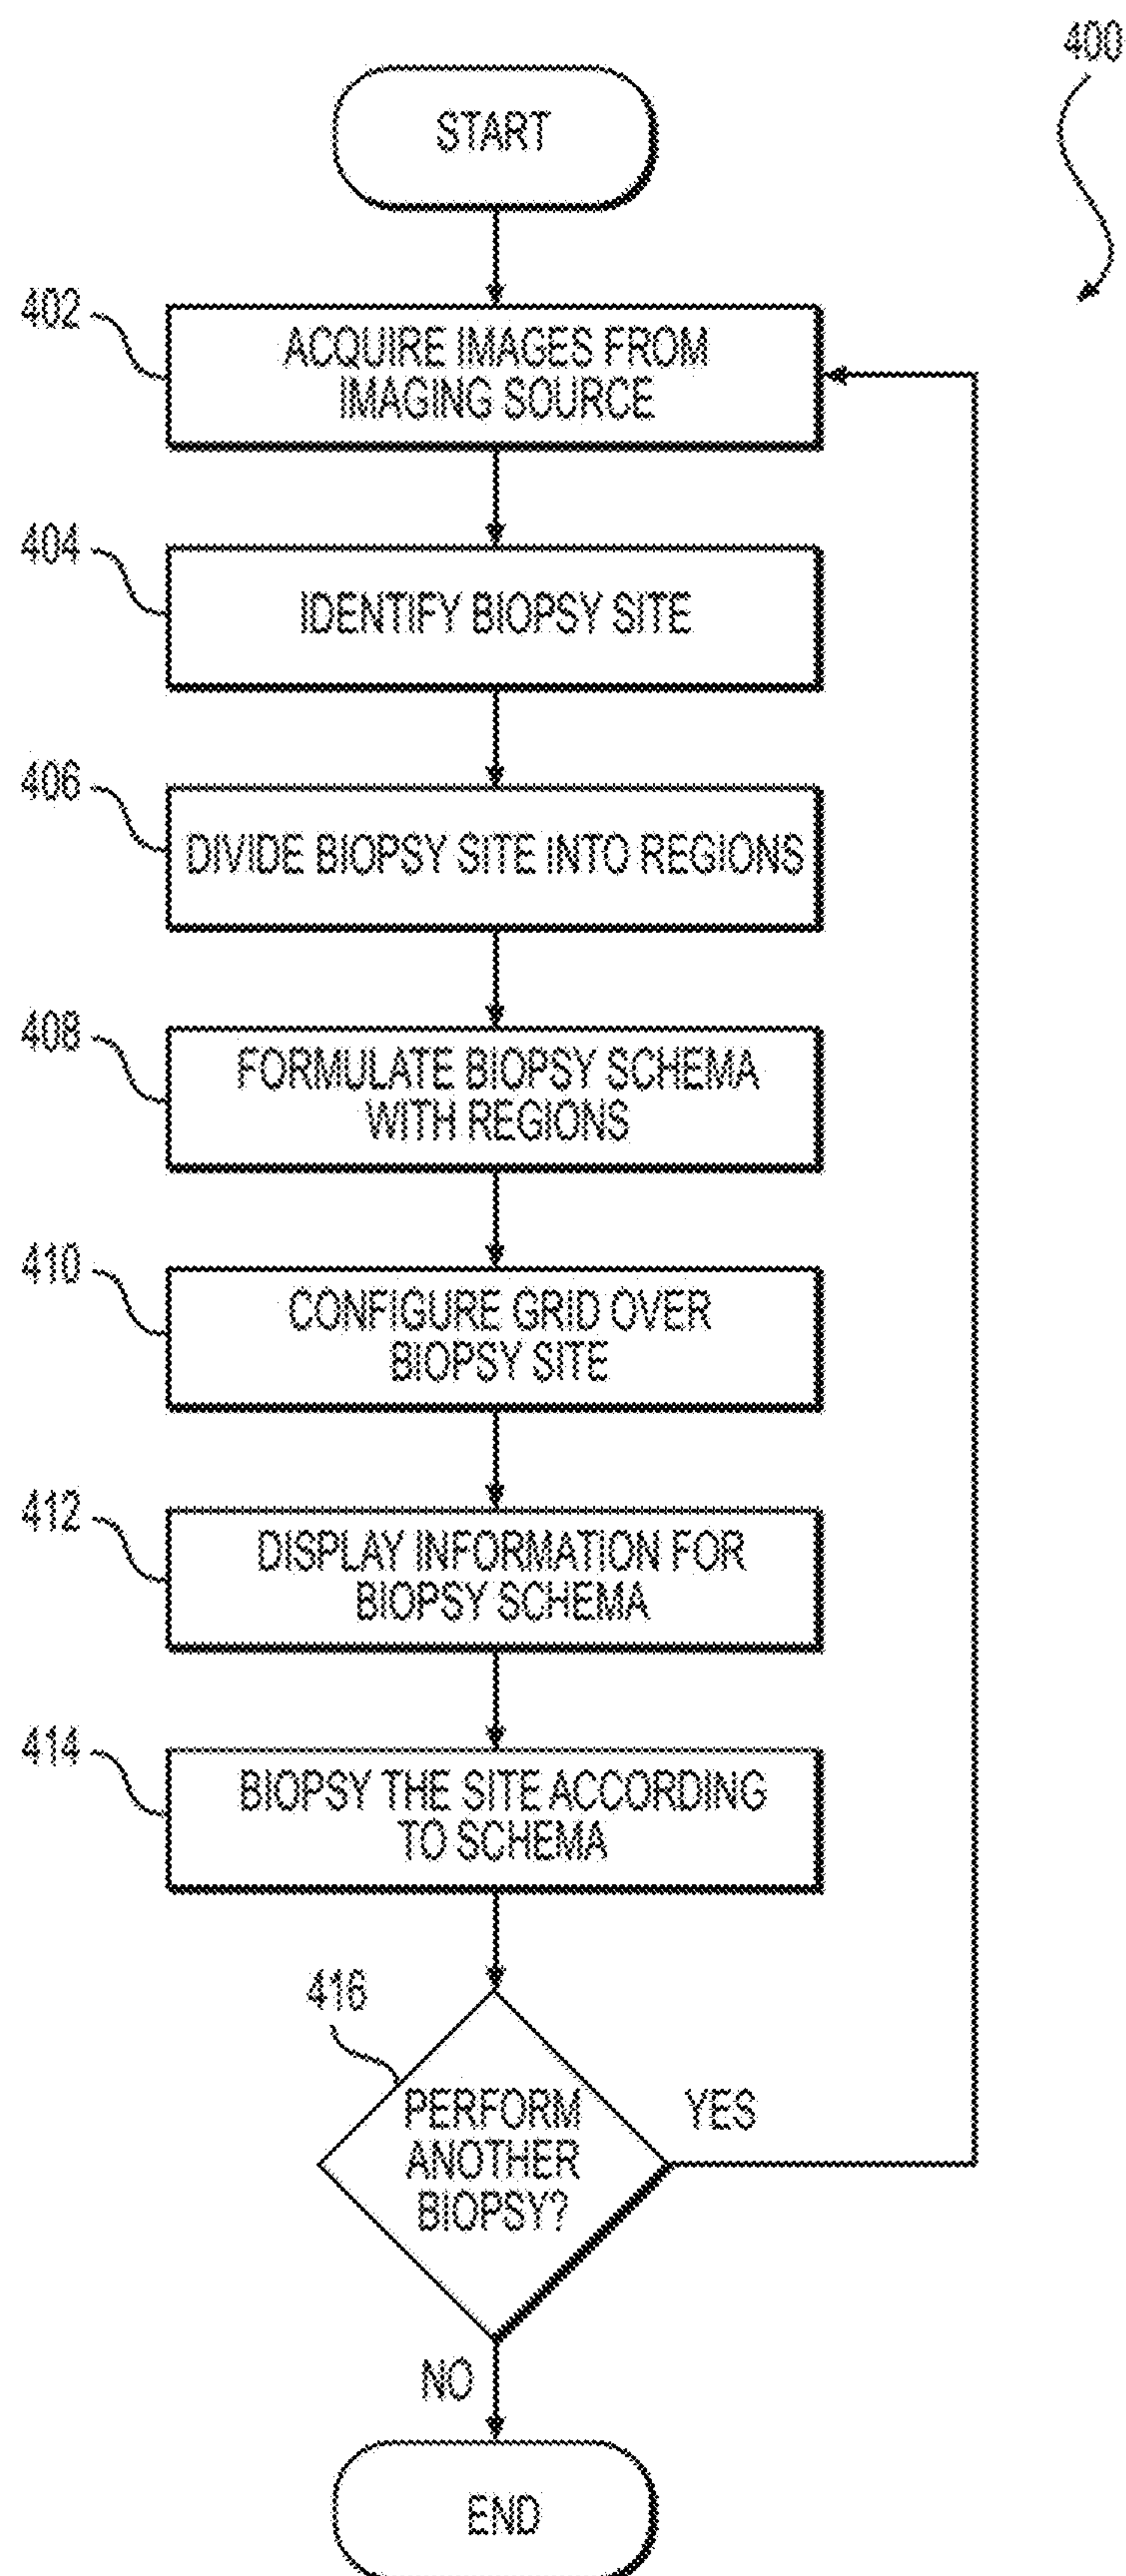 400
START
402
ACQUIRE IMAGES FROM
IMAGING SOURCE
404
IDENTIFY BIOPSY SITE
406
DIVIDE BIOPSY SITE INTO REGIONS
408
FORMULATE BIOPSY SCHEMA
WITH REGIONS
410
CONFIGURE GRID OVER
BIOPSY SITE
412
DISPLAY INFORMATION FOR
BIOPSY SCHEMA
414
BIOPSY THE SITE ACCORDING
TO SCHEMA
416
PERFORM
ANOTHER
BIOPSY?
YES
NO
END